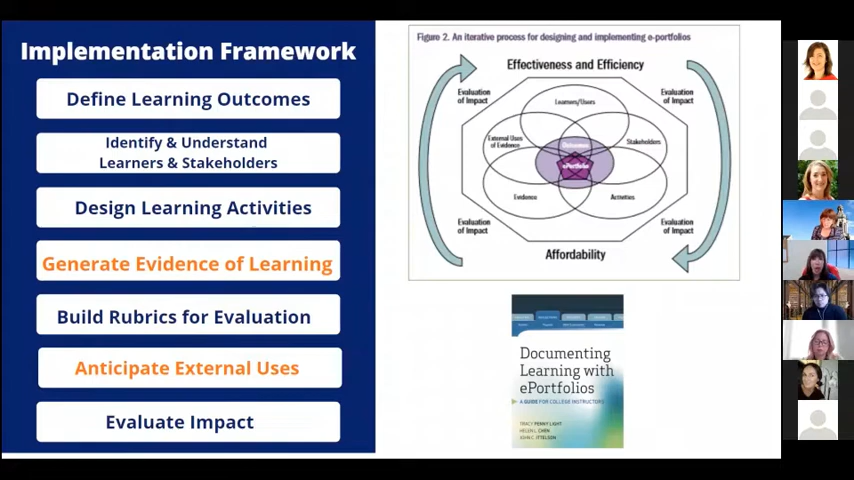 Implementation Framework
Define Learning Outcomes
Identify & Understand
Learners & Stakeholders
Design Learning Activities
Generate Evidence of Learning
Build Rubrics for Evaluation
Anticipate External Uses
Evaluate Impact
Figure 2. An iterative process for designing and implementing e-portfolios
Effectiveness and Efficiency
Evaluation
of Impact
Evaluation
of Impact
Learners/Users
External Uses
of Evidence
Stakeholders
Outcomes
ePortfolio
Evidence
Activities
Evaluation
of Impact
Evaluation
of Impact
Affordability
Documenting
Learning with
ePortfolios
A GUIDE FOR COLLEGE INSTRUCTORS
TRACY PENNY LIGHT
HELEN L. CHEN
JOHN C. ITTELSON